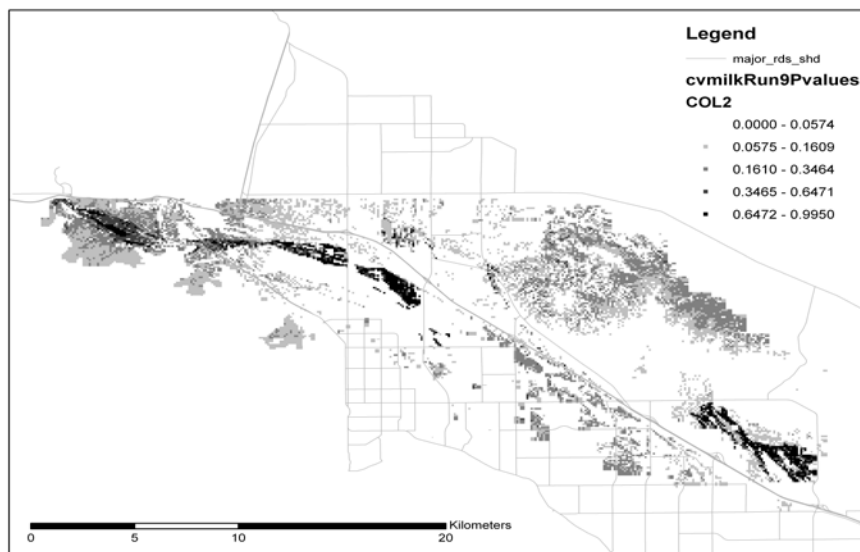 Legend
major_rds_shd
cvmilkRun9Pvalues
COL2
0.0000 - 0.0574
0.0575 - 0.1609
0.1610 - 0.3464
0.3465 - 0.6471
0.6472 - 0.9950
Kilometers
0 5 10 20